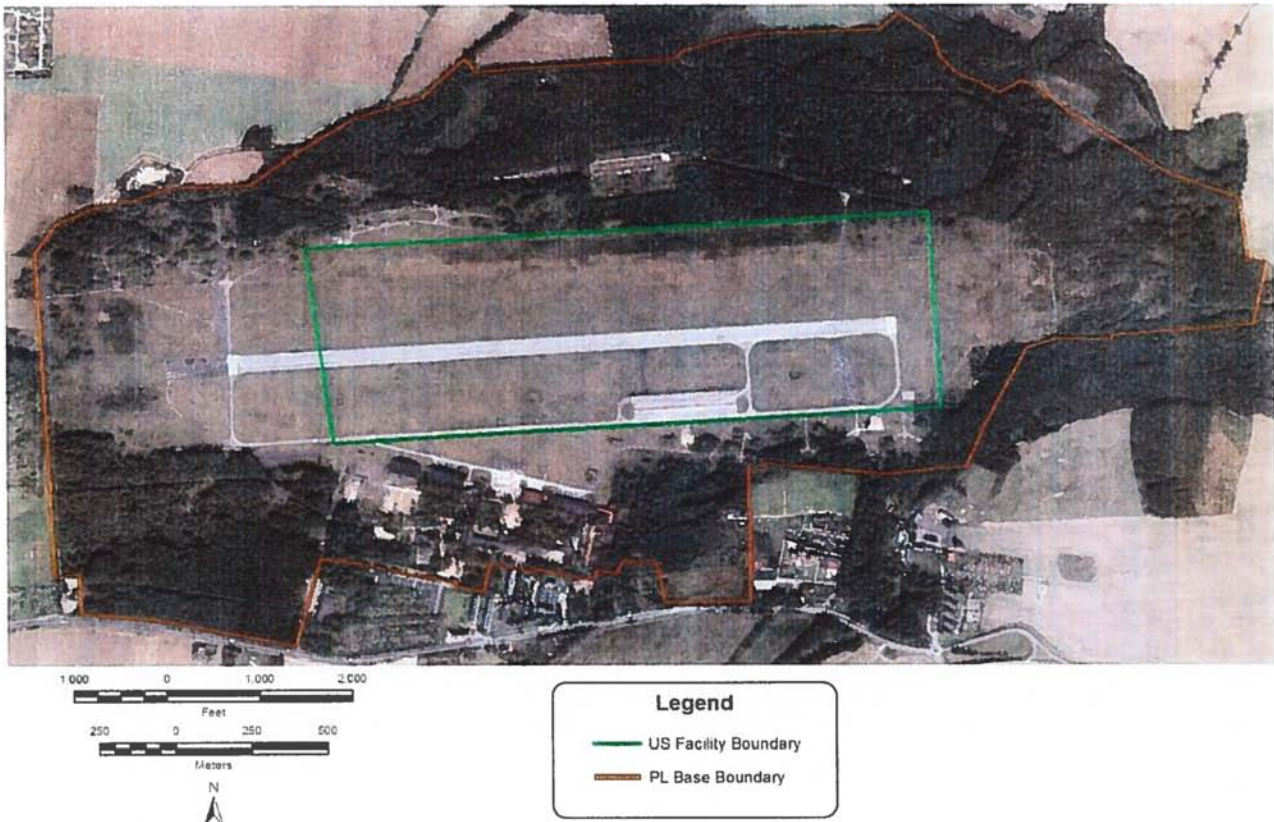 1 000 0 1,000 2,000
Feet
250 0 250 500
Meters
N
Legend
US Facility Boundary
PL Base Boundary